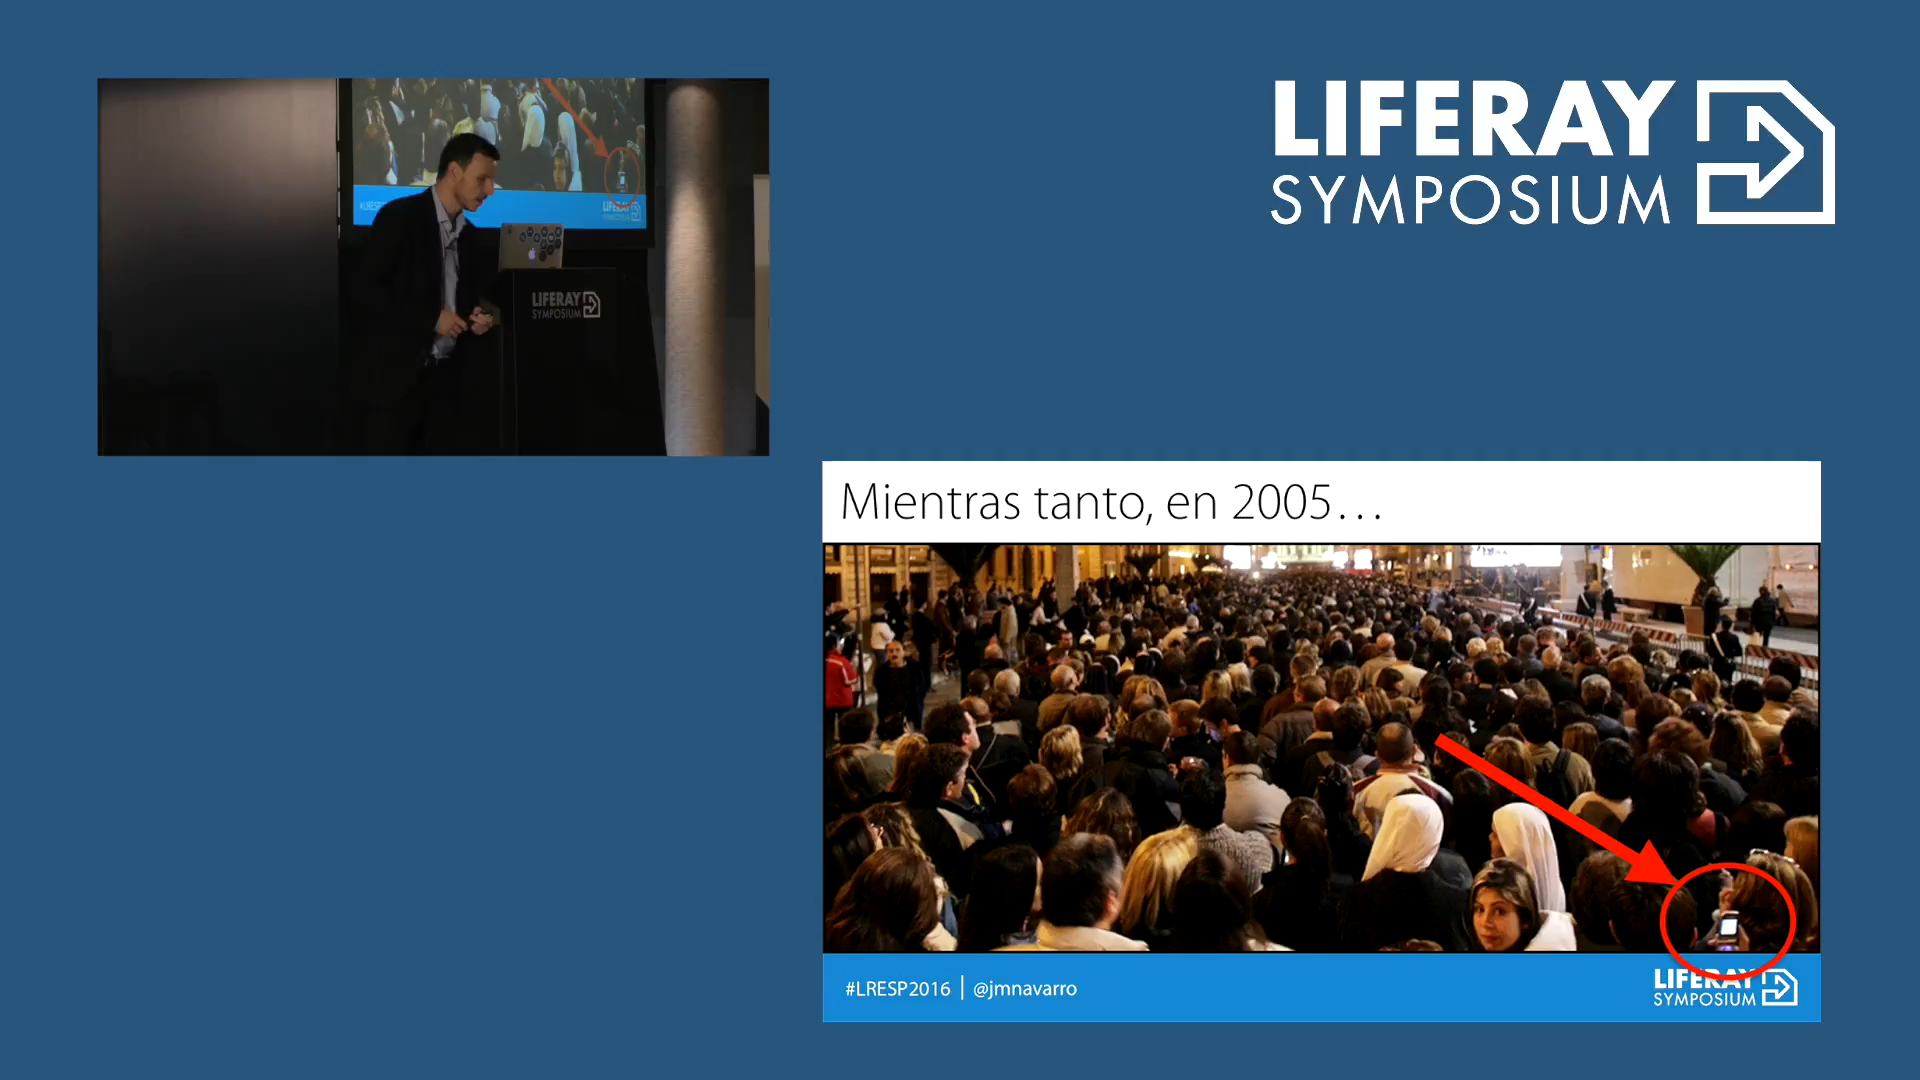 LIFERAY
SYMPOSIUM
LIFERAY
SYMPOSIUM
Mientras tanto, en 2005...
#LRESP2016 | @jmnavarro
LIFERAY
SYMPOSIUM